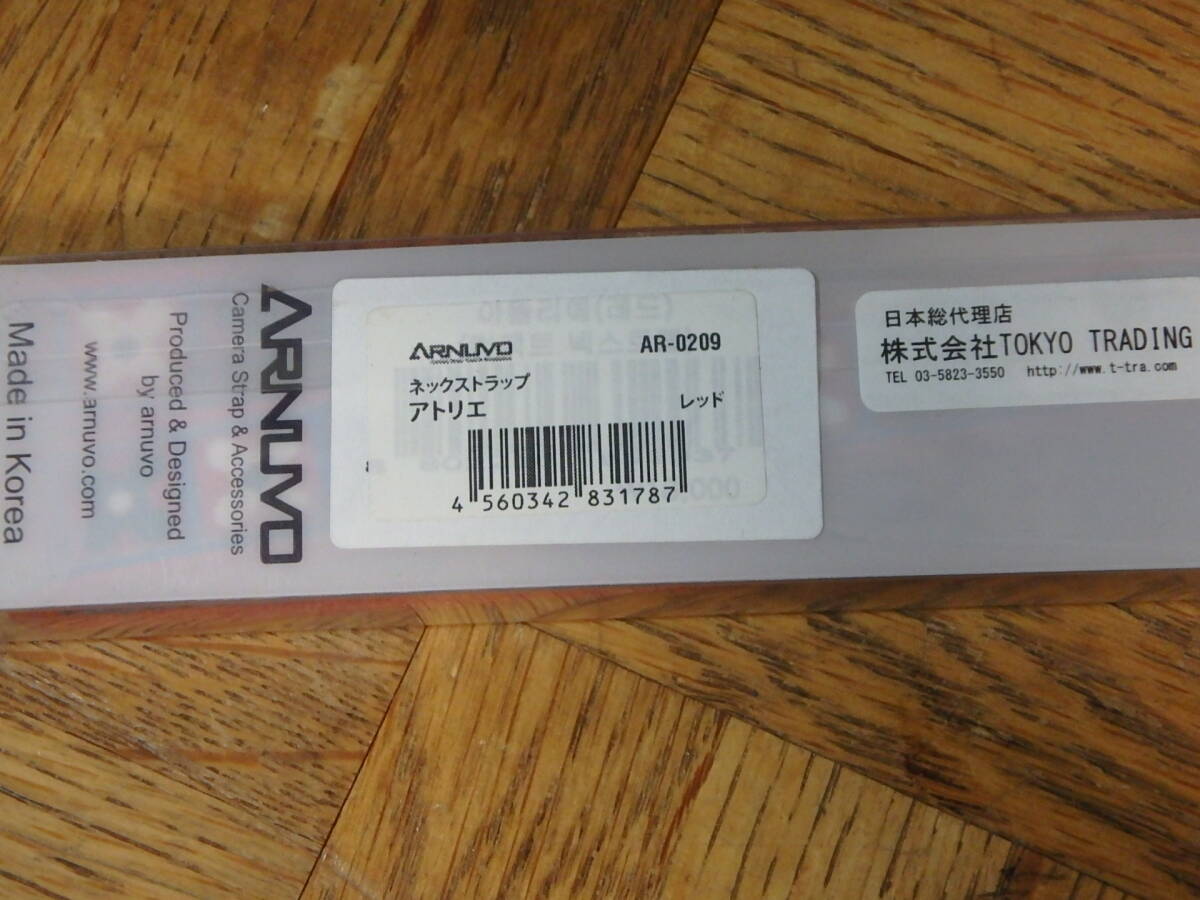 ARNUVO
Camera Strap & Accessories
Produced & Designed
by arnuvo
www.arnuvo.com
Made in Korea
ARNUVO AR-0209
ネックストラップ
アトリエ レッド
4 560342 831787
日本総代理店
株式会社TOKYO TRADING
TEL 03-5823-3550 http://www.t-tra.com